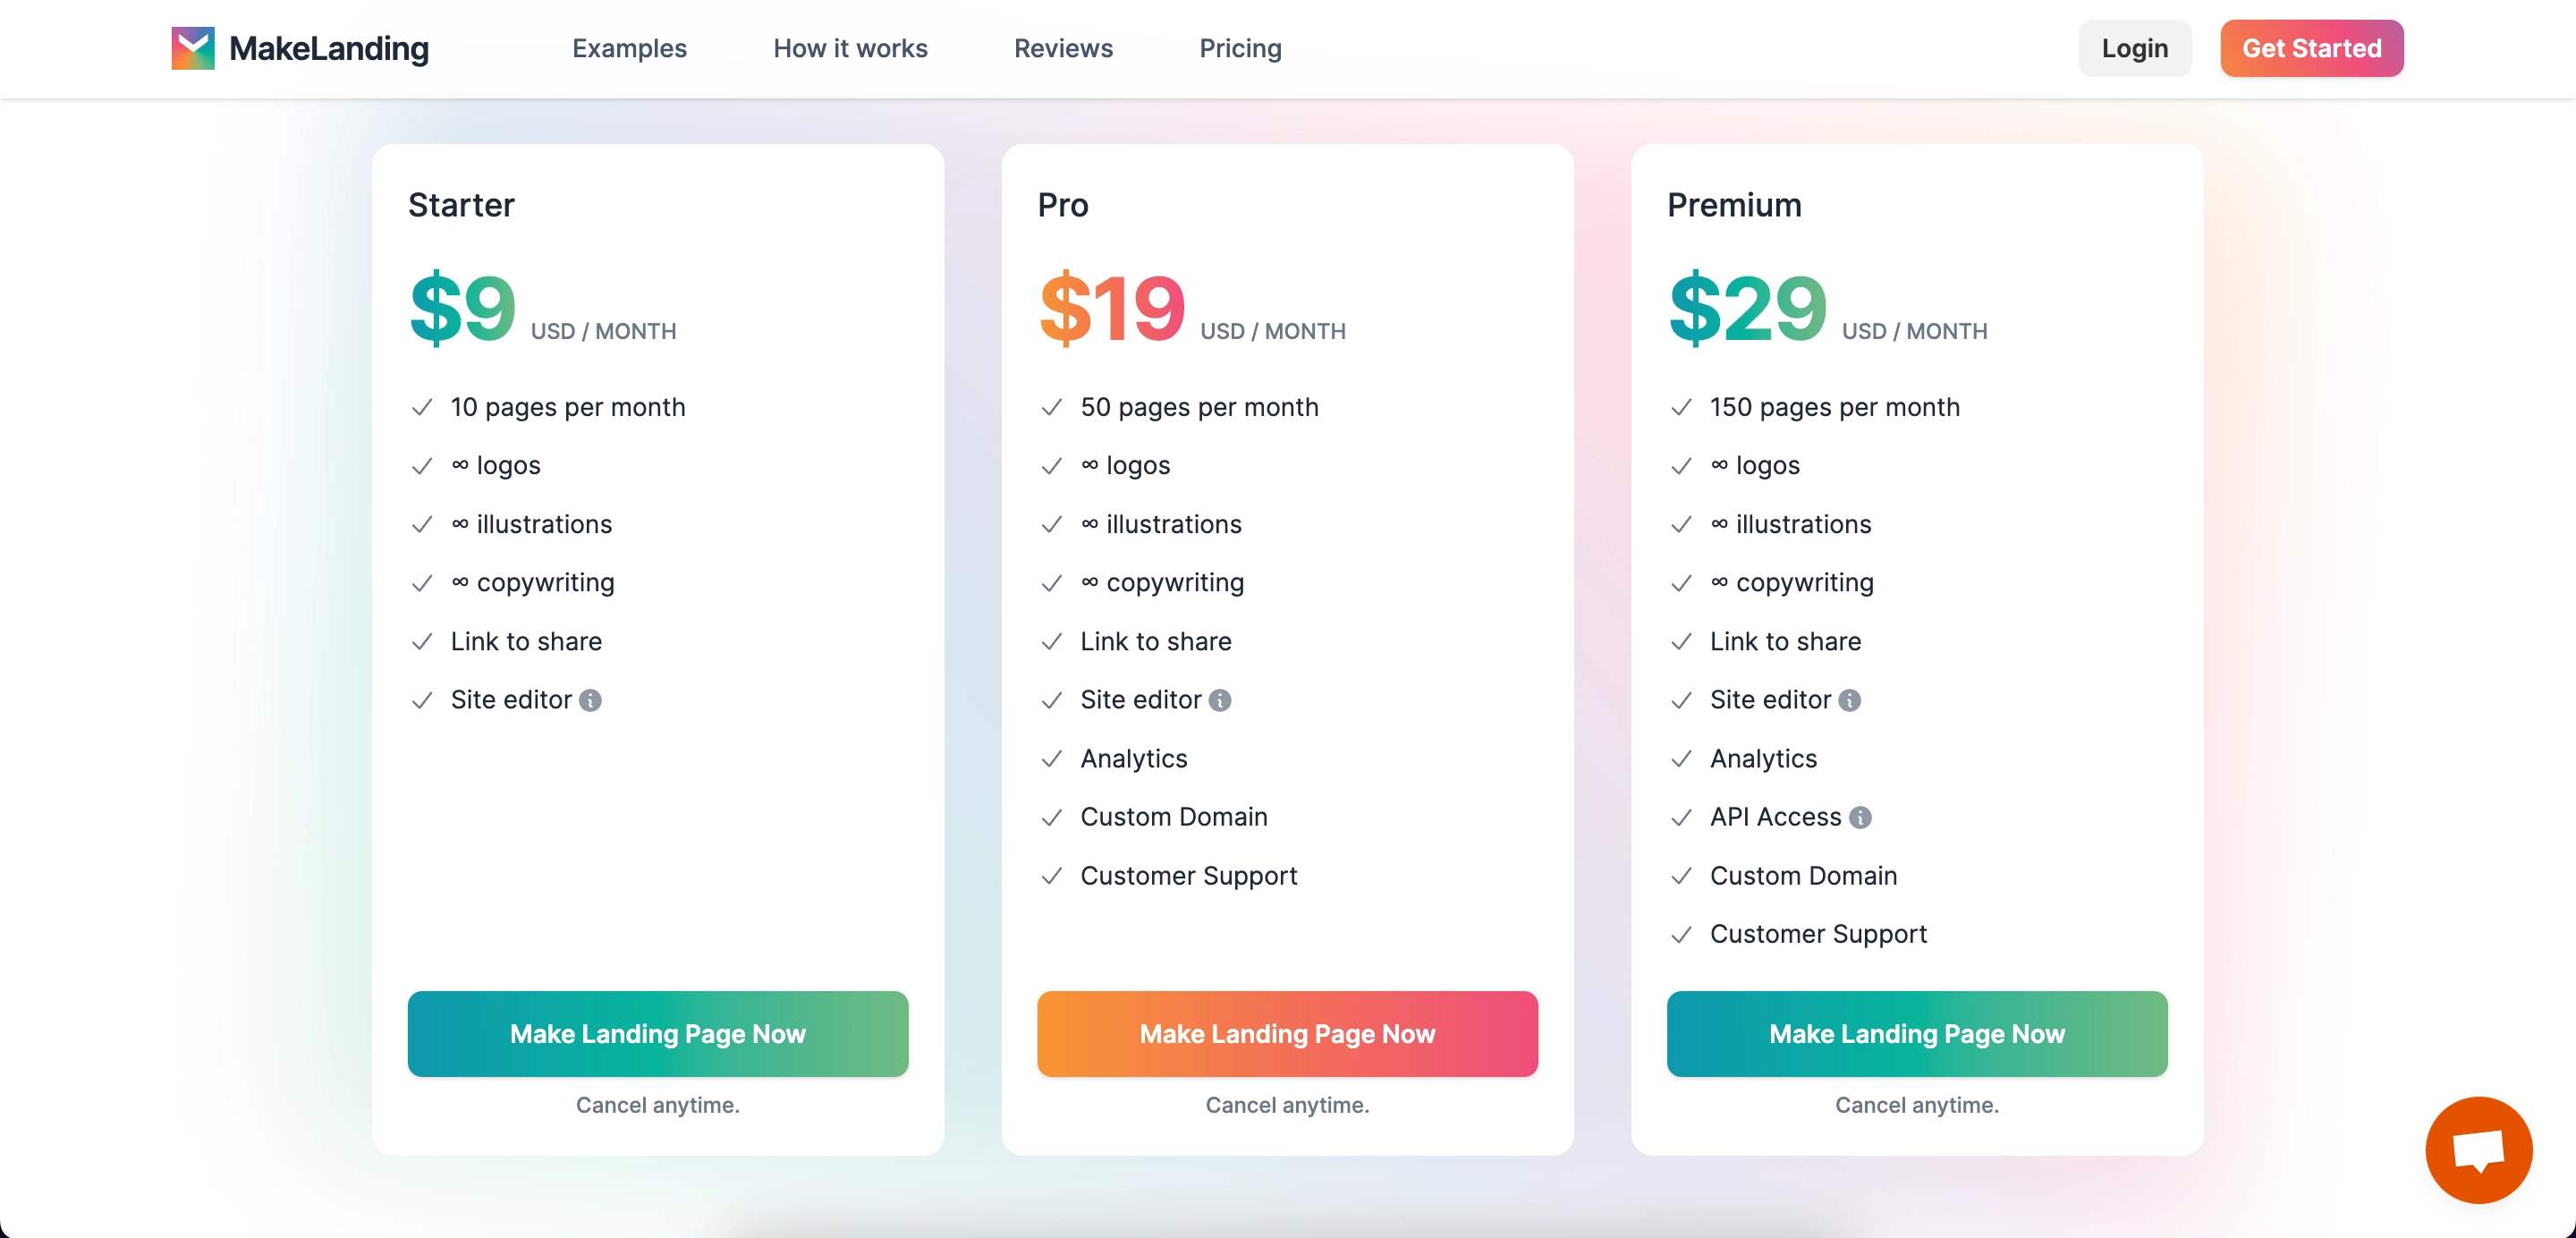 MakeLanding
Examples
How it works
Reviews
Pricing
Login
Get Started
Starter
$9 USD / MONTH
10 pages per month
∞ logos
∞ illustrations
∞ copywriting
Link to share
Site editor
Make Landing Page Now
Cancel anytime.
Pro
$19 USD / MONTH
50 pages per month
∞ logos
∞ illustrations
∞ copywriting
Link to share
Site editor
Analytics
Custom Domain
Customer Support
Make Landing Page Now
Cancel anytime.
Premium
$29 USD / MONTH
150 pages per month
∞ logos
∞ illustrations
∞ copywriting
Link to share
Site editor
Analytics
API Access
Custom Domain
Customer Support
Make Landing Page Now
Cancel anytime.